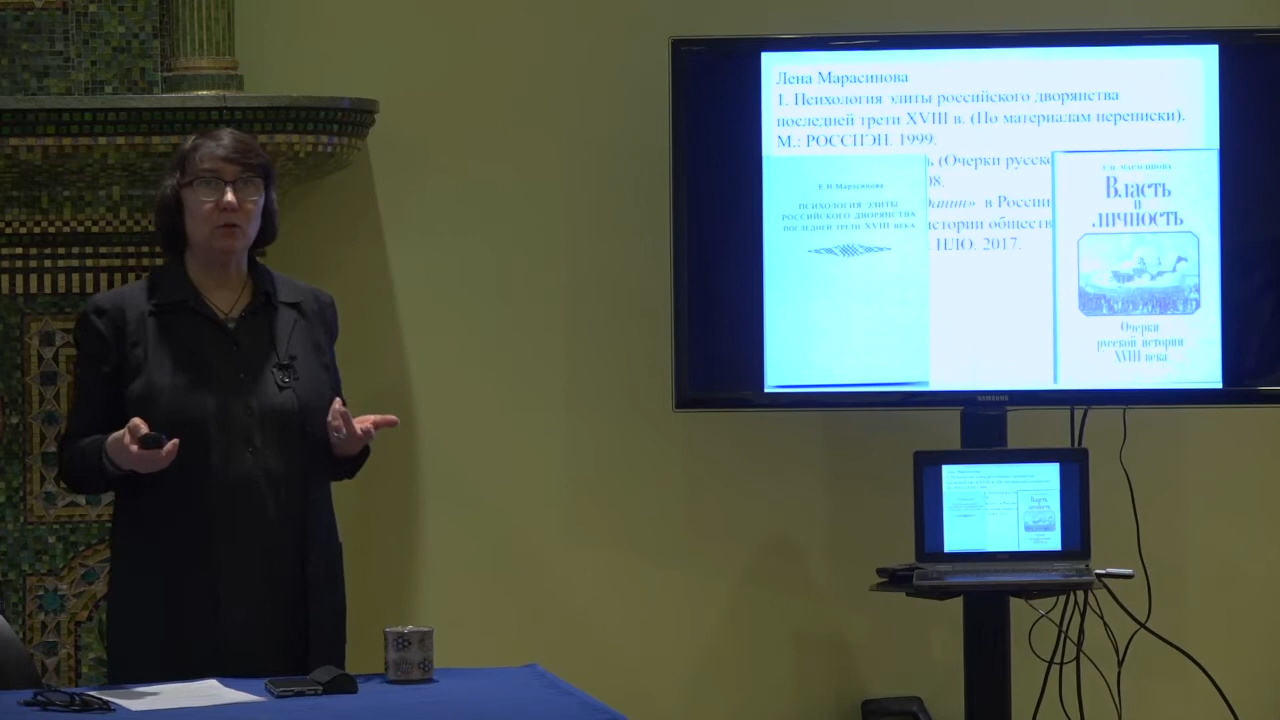 Лена Марасинова
1. Психология элиты российского дворянства
последней трети XVIII в. (По материалам переписки).
М.: РОССПЭН. 1999.
(Очерки русск
98.
в России
истории обществ
НЛО. 2017.
Е. Н. Марасинова
ПСИХОЛОГИЯ ЭЛИТЫ
РОССИЙСКОГО ДВОРЯНСТВА
ПОСЛЕДНЕЙ ТРЕТИ XVIII ВЕКА
Е. Н. МАРАСИНОВА
Власть
и
личность
Очерки
русской истории
XVIII века
SAMSUNG